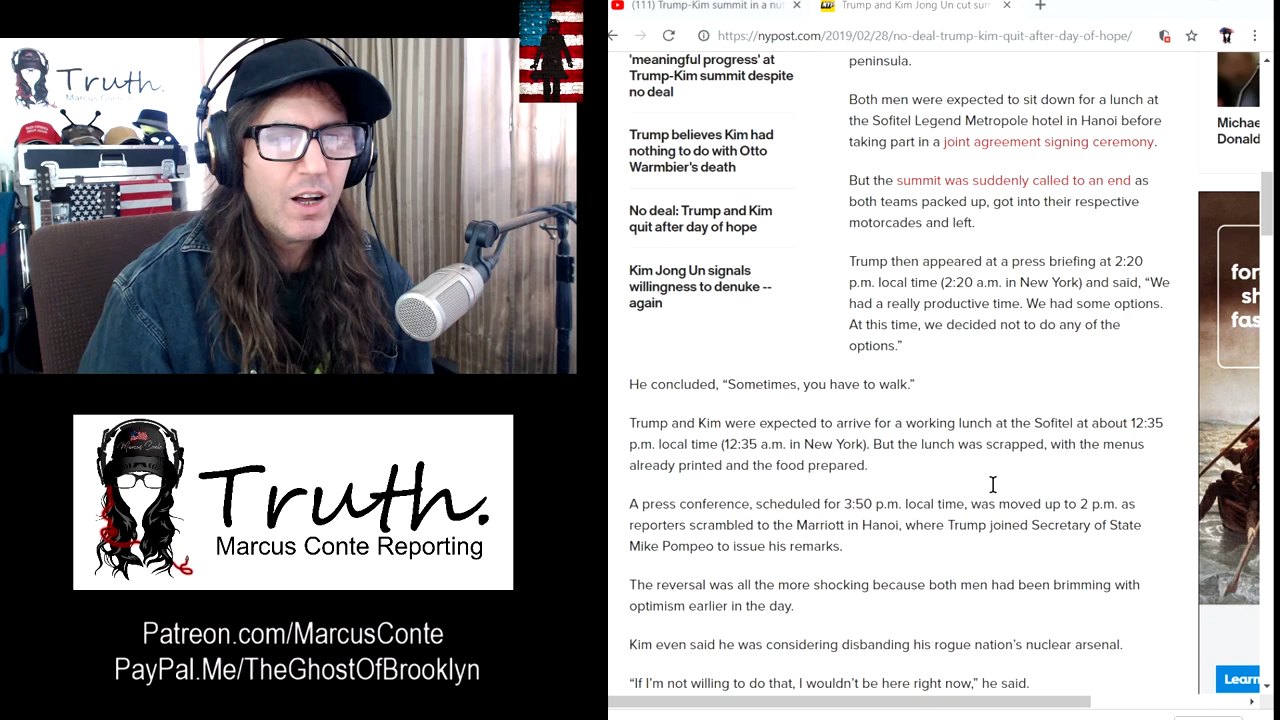 Truth.
Marcus Conte
Truth.
Marcus Conte Reporting
Patreon.com/MarcusConte
PayPal.Me/TheGhostOfBrooklyn
(111) Trump-Kim summit in a nu
Trump and Kim Jong Un cut sum
https://nypost.com/2019/02/28/no-deal-trump-kim-quit-after-day-of-hope/
'meaningful progress' at
Trump-Kim summit despite
no deal
Trump believes Kim had
nothing to do with Otto
Warmbier's death
No deal: Trump and Kim
quit after day of hope
Kim Jong Un signals
willingness to denuke --
again
peninsula.
Both men were expected to sit down for a lunch at
the Sofitel Legend Metropole hotel in Hanoi before
taking part in a joint agreement signing ceremony.
But the summit was suddenly called to an end as
both teams packed up, got into their respective
motorcades and left.
Trump then appeared at a press briefing at 2:20
p.m. local time (2:20 a.m. in New York) and said, “We
had a really productive time. We had some options.
At this time, we decided not to do any of the
options.”
He concluded, “Sometimes, you have to walk.”
Trump and Kim were expected to arrive for a working lunch at the Sofitel at about 12:35
p.m. local time (12:35 a.m. in New York). But the lunch was scrapped, with the menus
already printed and the food prepared.
A press conference, scheduled for 3:50 p.m. local time, was moved up to 2 p.m. as
reporters scrambled to the Marriott in Hanoi, where Trump joined Secretary of State
Mike Pompeo to issue his remarks.
The reversal was all the more shocking because both men had been brimming with
optimism earlier in the day.
Kim even said he was considering disbanding his rogue nation’s nuclear arsenal.
“If I’m not willing to do that, I wouldn’t be here right now,” he said.
Michae
Donald
for
sh
fas
Learn